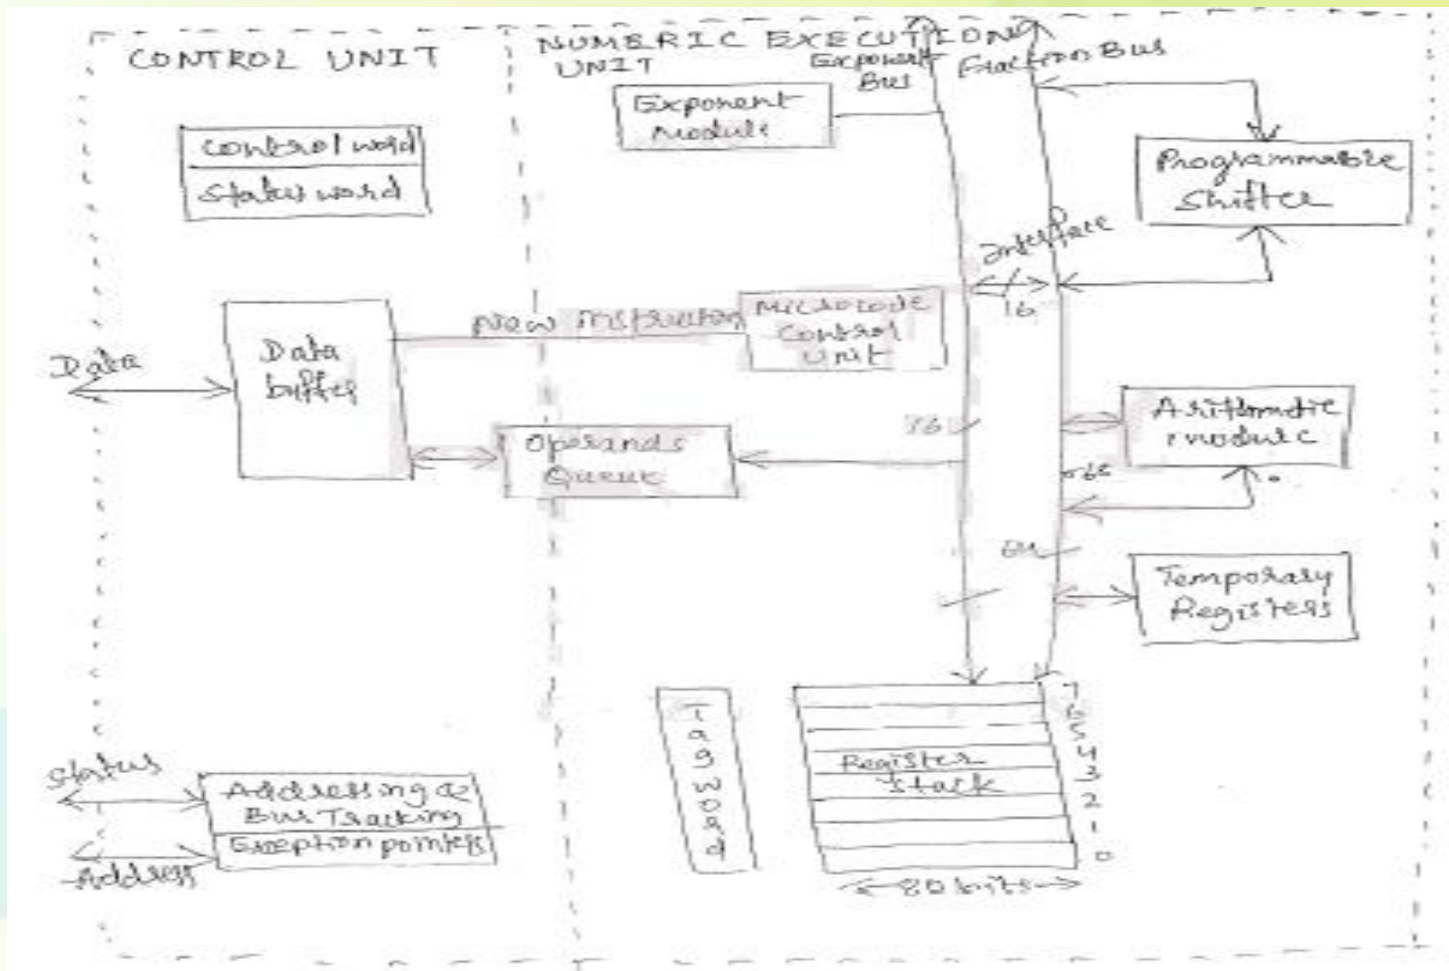 CONTROL UNIT
NUMERIC EXECUTION
UNIT
Exponent
Bus
Fraction Bus
Exponent
Module
Control word
Status word
Programmable
Shifter
Interface
16
Data
Data
buffer
New instruction
Microcode
Control
Unit
Operands
Queue
16
Arithmetic
module
64
Temporary
Registers
Tag word
Register
stack
7
6
5
4
3
2
1
0
80 bits
Status
Addressing &
Bus Tracking
Exception pointers
Address